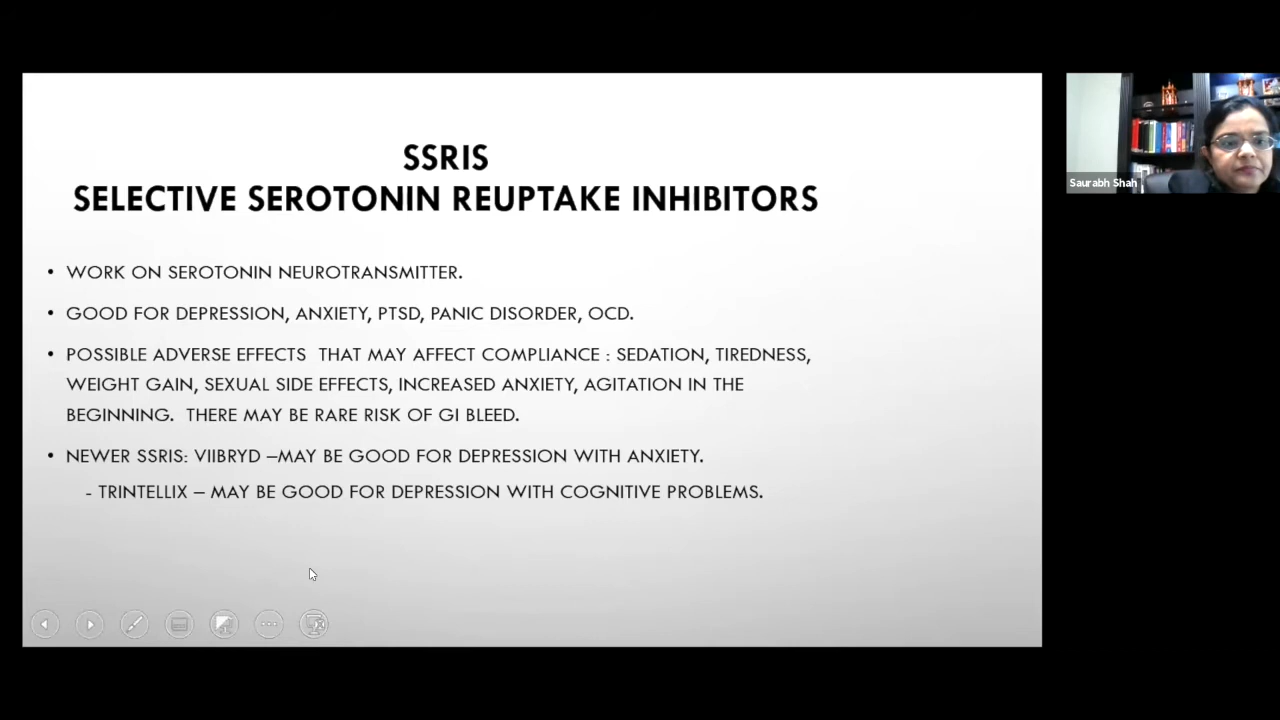 SSRIS
SELECTIVE SEROTONIN REUPTAKE INHIBITORS
• WORK ON SEROTONIN NEUROTRANSMITTER.
• GOOD FOR DEPRESSION, ANXIETY, PTSD, PANIC DISORDER, OCD.
• POSSIBLE ADVERSE EFFECTS  THAT MAY AFFECT COMPLIANCE : SEDATION, TIREDNESS,
WEIGHT GAIN, SEXUAL SIDE EFFECTS, INCREASED ANXIETY, AGITATION IN THE
BEGINNING.  THERE MAY BE RARE RISK OF GI BLEED.
• NEWER SSRIS: VIIBRYD –MAY BE GOOD FOR DEPRESSION WITH ANXIETY.
- TRINTELLIX – MAY BE GOOD FOR DEPRESSION WITH COGNITIVE PROBLEMS.
Saurabh Shah